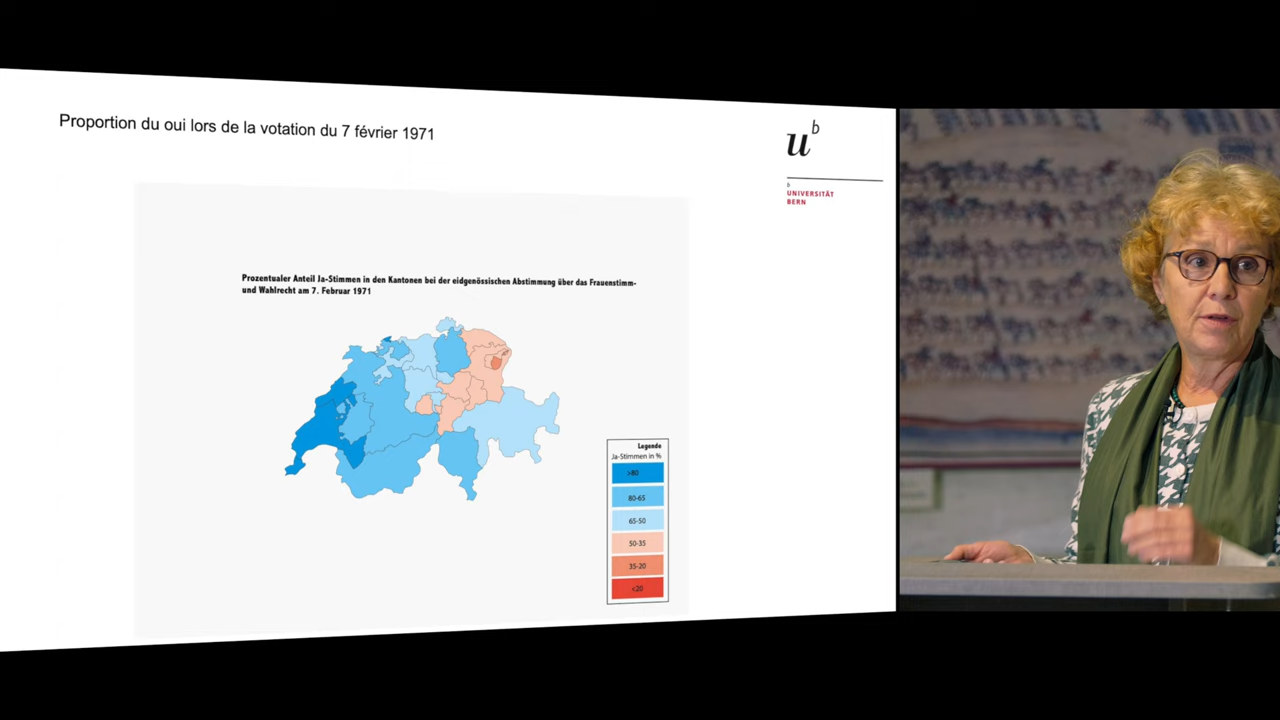 Proportion du oui lors de la votation du 7 février 1971
u b
b
UNIVERSITÄT
BERN
Prozentualer Anteil Ja-Stimmen in den Kantonen bei der eidgenössischen Abstimmung über das Frauenstimm-
und Wahlrecht am 7. Februar 1971
Legende
Ja-Stimmen in %
>80
80-65
65-50
50-35
35-20
<20